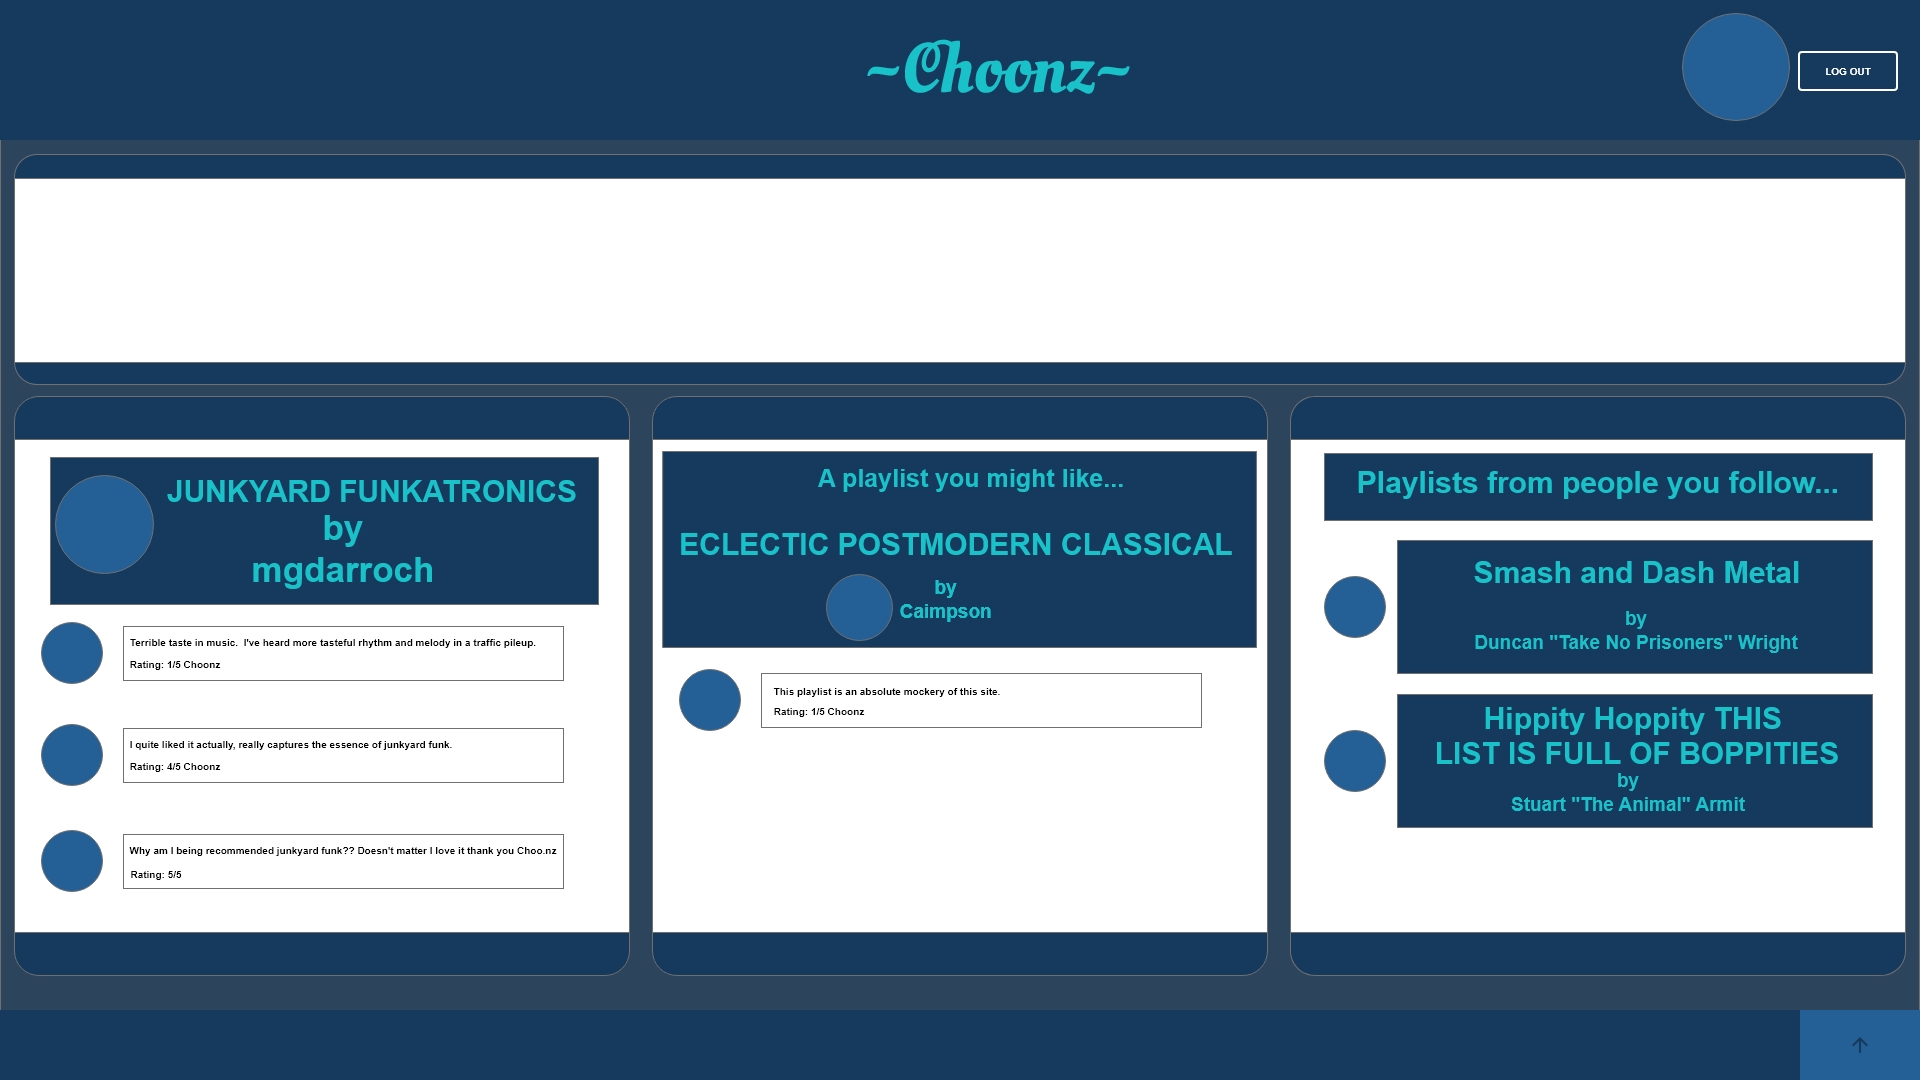 ~Choonz~
LOG OUT
JUNKYARD FUNKATRONICS
by
mgdarroch
Terrible taste in music.  I've heard more tasteful rhythm and melody in a traffic pileup.
Rating: 1/5 Choonz
I quite liked it actually, really captures the essence of junkyard funk.
Rating: 4/5 Choonz
Why am I being recommended junkyard funk?? Doesn't matter I love it thank you Choo.nz
Rating: 5/5
A playlist you might like...
ECLECTIC POSTMODERN CLASSICAL
by
Caimpson
This playlist is an absolute mockery of this site.
Rating: 1/5 Choonz
Playlists from people you follow...
Smash and Dash Metal
by
Duncan "Take No Prisoners" Wright
Hippity Hoppity THIS
LIST IS FULL OF BOPPITIES
by
Stuart "The Animal" Armit